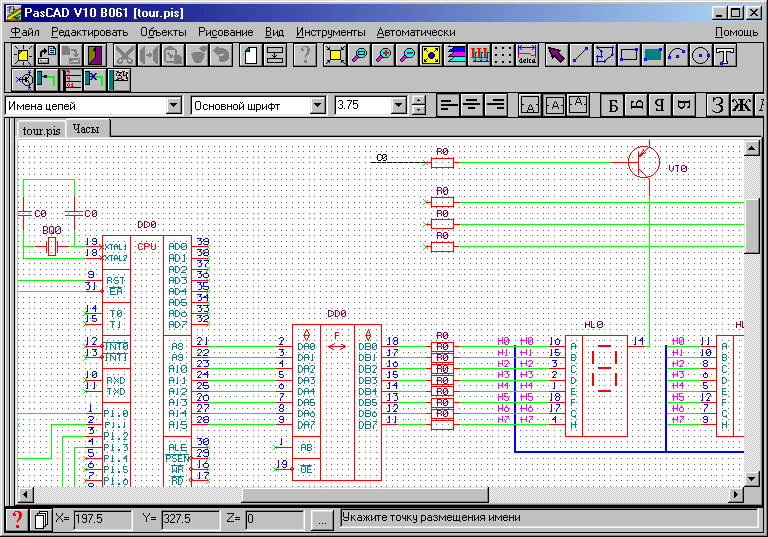 PasCAD V10 B061 [tour.pis]
Файл Редактировать Объекты Рисование Вид Инструменты Автоматически Помощь
delta
Имена цепей Основной шрифт 3.75 A A A Б З Ж
tour.pis Часы
C0 R0
VT0
R0
C0 C0 R0
DD0
BQ0 R0
19 XTAL1 CPU AD0 39
18 XTAL2 AD1 38
AD2 37
9 RST AD3 36
31 EA AD4 35
AD5 34
14 T0 AD6 33
15 T1 AD7 32
DD0 HL0
12 INT0 A8 21 2 DA0 F DB0 18 R0 H0 H0 16 A 14 H0 11 A
13 INT1 A9 22 3 DA1 DB1 17 R0 H1 H1 15 B H1 10 B
A10 23 4 DA2 DB2 16 R0 H2 H2 3 C H2 8 C
10 RXD A11 24 5 DA3 DB3 15 R0 H3 H3 2 D H3 6 D
11 TXD A12 25 6 DA4 DB4 14 R0 H4 H4 1 E H4 5 E
A13 26 7 DA5 DB5 13 R0 H5 H5 18 F H5 12 F
1 P1.0 A14 27 8 DA6 DB6 12 R0 H6 H6 17 G H6 7 G
2 P1.1 A15 28 9 DA7 DB7 11 R0 H7 H7 4 H H7 9 H
3 P1.2
4 P1.3 ALE 30 1 AB
5 P1.4 PSEN 29
6 P1.5 WR 16 19 OE
7 P1.6 RD 17
X= 197.5 Y= 327.5 Z= 0 ... Укажите точку размещения имени